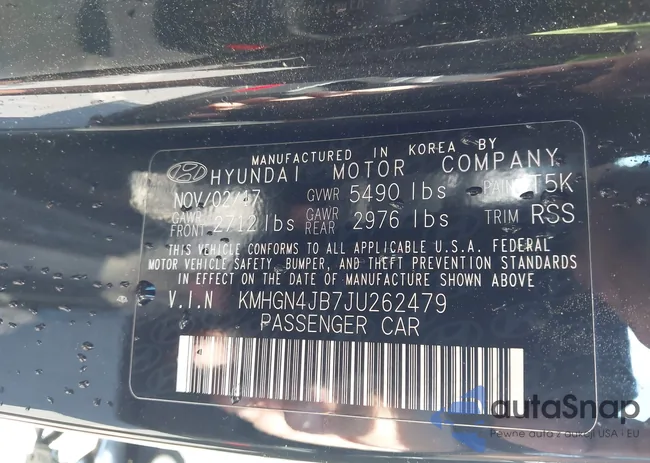 MANUFACTURED IN KOREA BY
HYUNDAI MOTOR COMPANY
NOV/02/17 GVWR 5490 lbs PAINT T5K
GAWR FRONT 2712 lbs GAWR REAR 2976 lbs TRIM RSS
THIS VEHICLE CONFORMS TO ALL APPLICABLE U.S.A. FEDERAL
MOTOR VEHICLE SAFETY, BUMPER, AND THEFT PREVENTION STANDARDS
IN EFFECT ON THE DATE OF MANUFACTURE SHOWN ABOVE
V.I.N KMHGN4JB7JU262479
PASSENGER CAR
autaSnap
Pewne auta z aukcji USA - EU